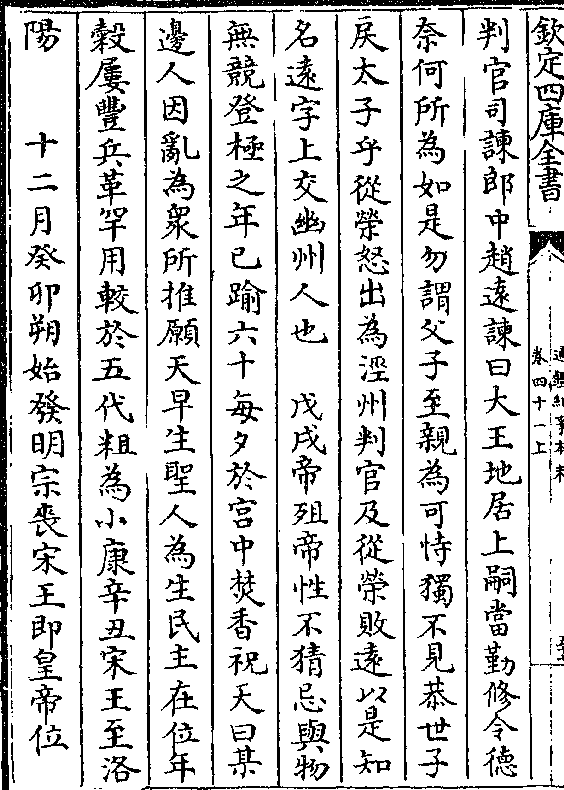 欽定四庫全書
通鑑紀事本末
卷四十一上
判官司諫郎中趙遠諫曰大王地居上嗣當勤修令德
奈何所為如是勿謂父子至親為可恃獨不見恭世子
戾太子乎從榮怒出為涇州判官及從榮敗遠以是知
名遠字上交幽州人也　戊戌帝殂帝性不猜忌與物
無競登極之年已踰六十每夕於宫中焚香祝天曰某
邊人因亂為衆所推願天早生聖人為生民主在位年
穀屢豐兵革罕用較於五代粗為小康辛丑宋王至洛
陽　　十二月癸卯朔始發明宗喪宋王即皇帝位